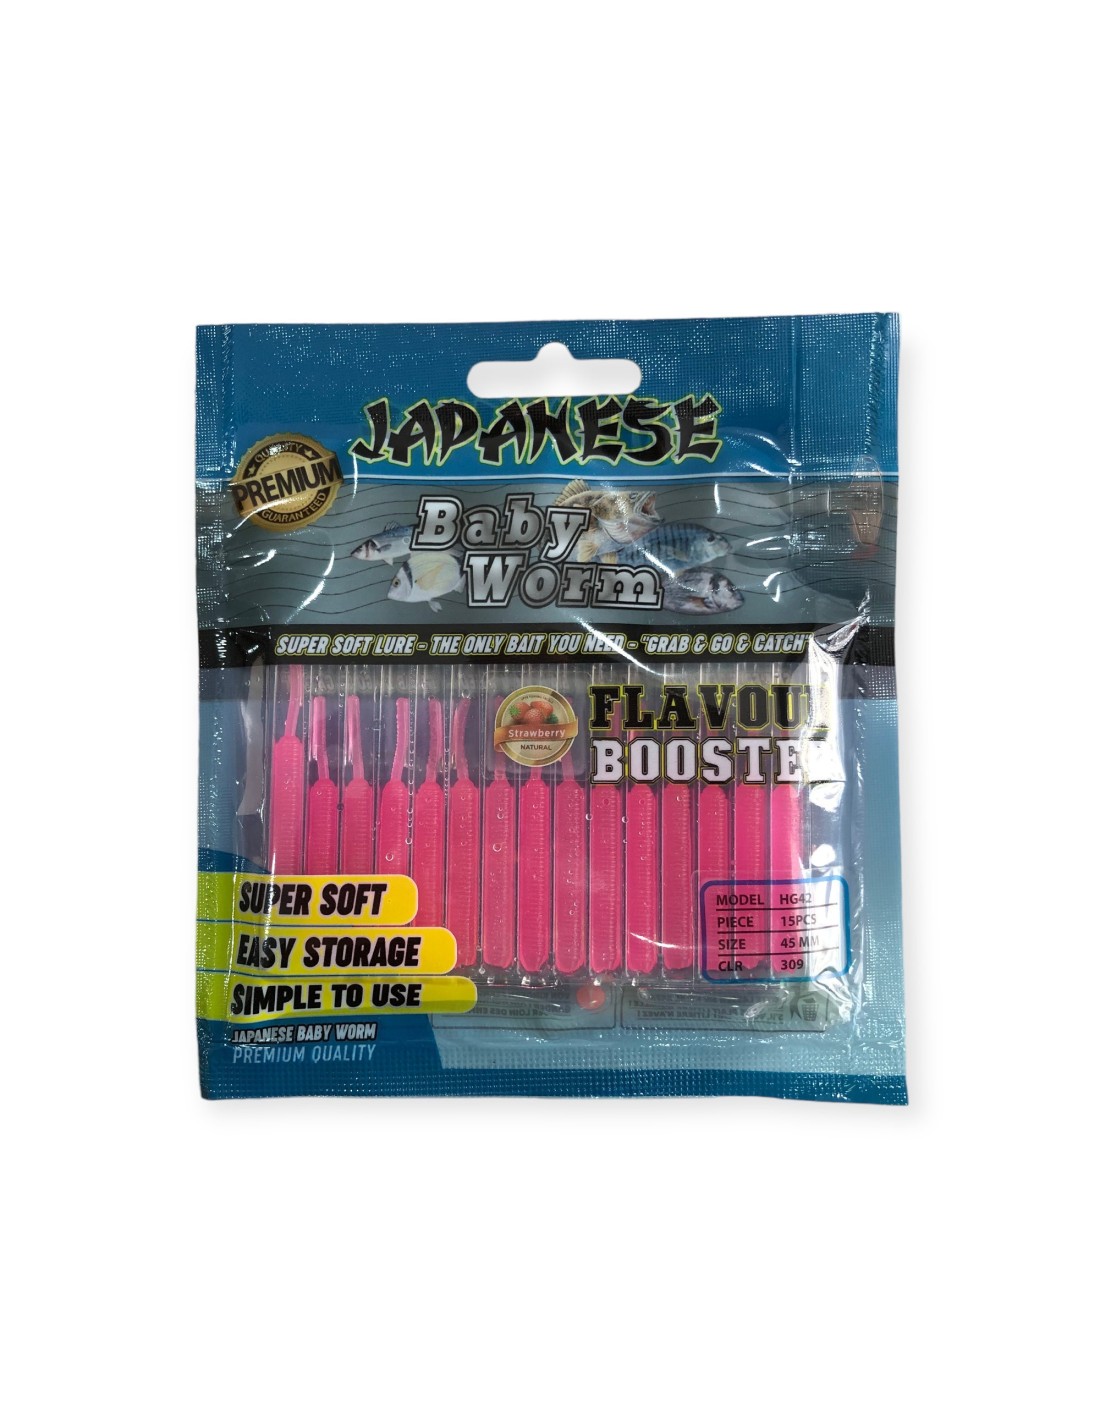 JAPANESE
QUALITY
PREMIUM
GUARANTEED
Baby
Worm
SUPER SOFT LURE - THE ONLY BAIT YOU NEED - "GRAB & GO & CATCH"
FLAVOUR
BOOSTER
Strawberry
NATURAL
SUPER SOFT
EASY STORAGE
SIMPLE TO USE
JAPANESE BABY WORM
PREMIUM QUALITY
MODEL HG42
PIECE 15PCS
SIZE 45 MM
CLR 309